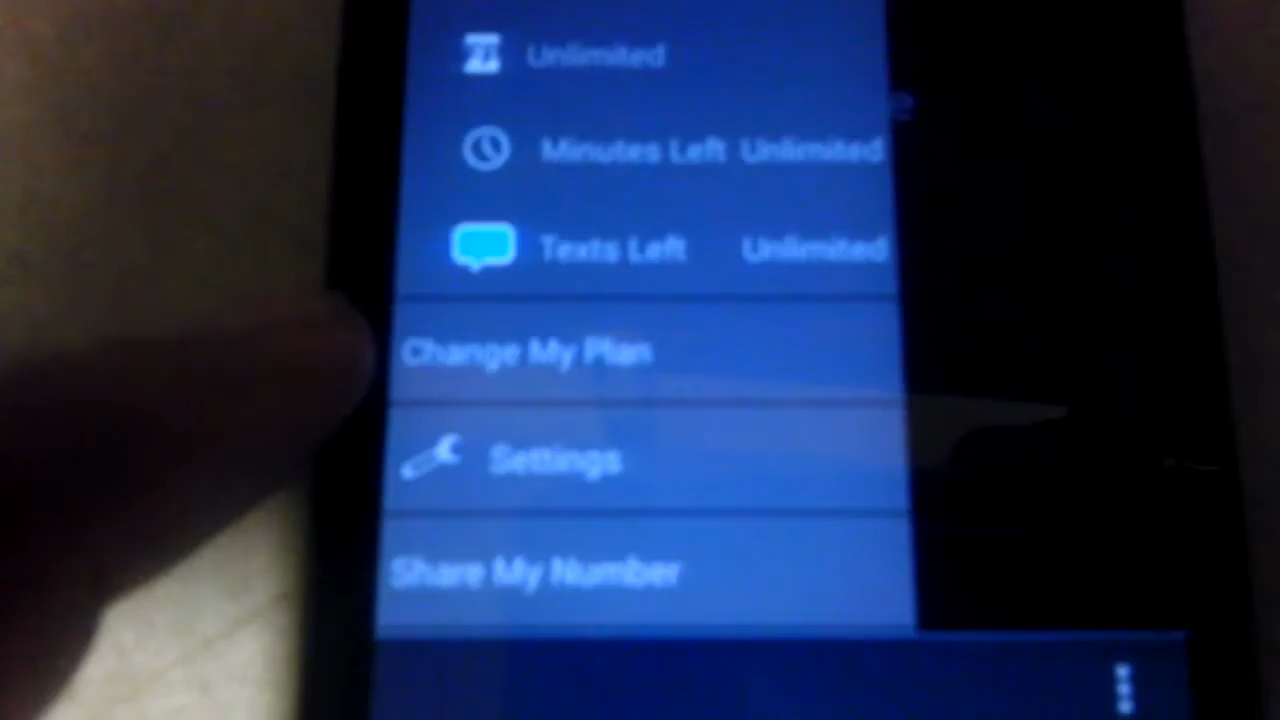 Unlimited
Minutes Left Unlimited
Texts Left Unlimited
Change My Plan
Settings
Share My Number